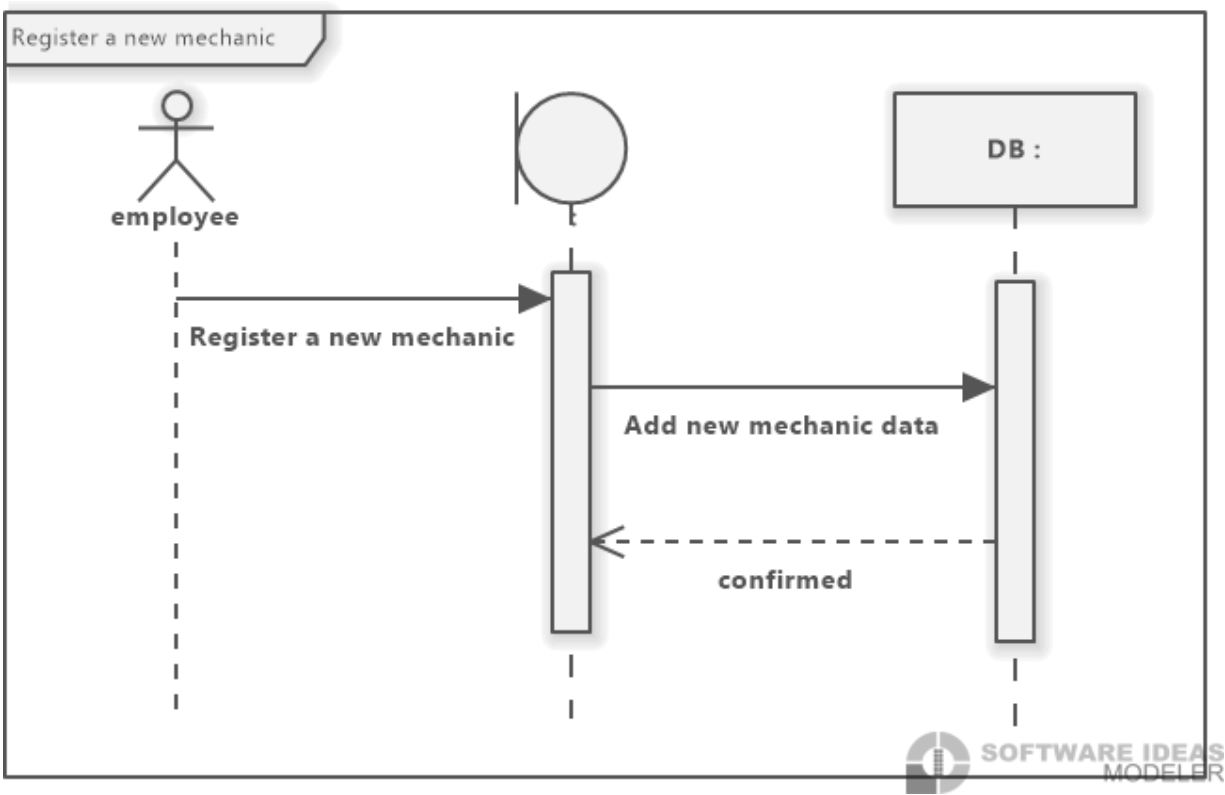 Register a new mechanic
employee
:
DB :
Register a new mechanic
Add new mechanic data
confirmed
SOFTWARE IDEAS
MODELER